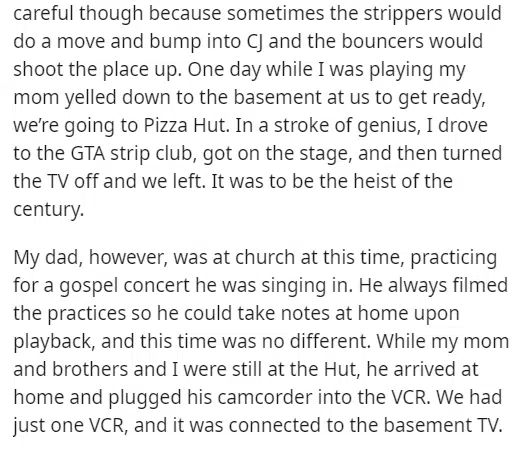 careful though because sometimes the strippers would
do a move and bump into CJ and the bouncers would
shoot the place up. One day while I was playing my
mom yelled down to the basement at us to get ready,
we’re going to Pizza Hut. In a stroke of genius, I drove
to the GTA strip club, got on the stage, and then turned
the TV off and we left. It was to be the heist of the
century.
My dad, however, was at church at this time, practicing
for a gospel concert he was singing in. He always filmed
the practices so he could take notes at home upon
playback, and this time was no different. While my mom
and brothers and I were still at the Hut, he arrived at
home and plugged his camcorder into the VCR. We had
just one VCR, and it was connected to the basement TV.